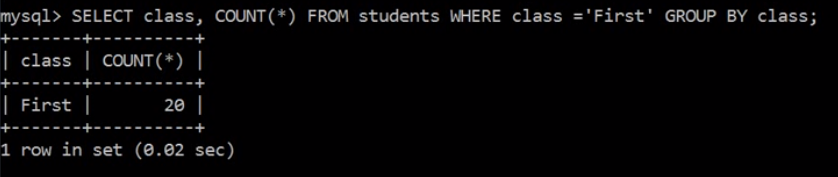 mysql> SELECT class, COUNT(*) FROM students WHERE class ='First' GROUP BY class;
+-------+----------+
| class | COUNT(*) |
+-------+----------+
| First |       20 |
+-------+----------+
1 row in set (0.02 sec)